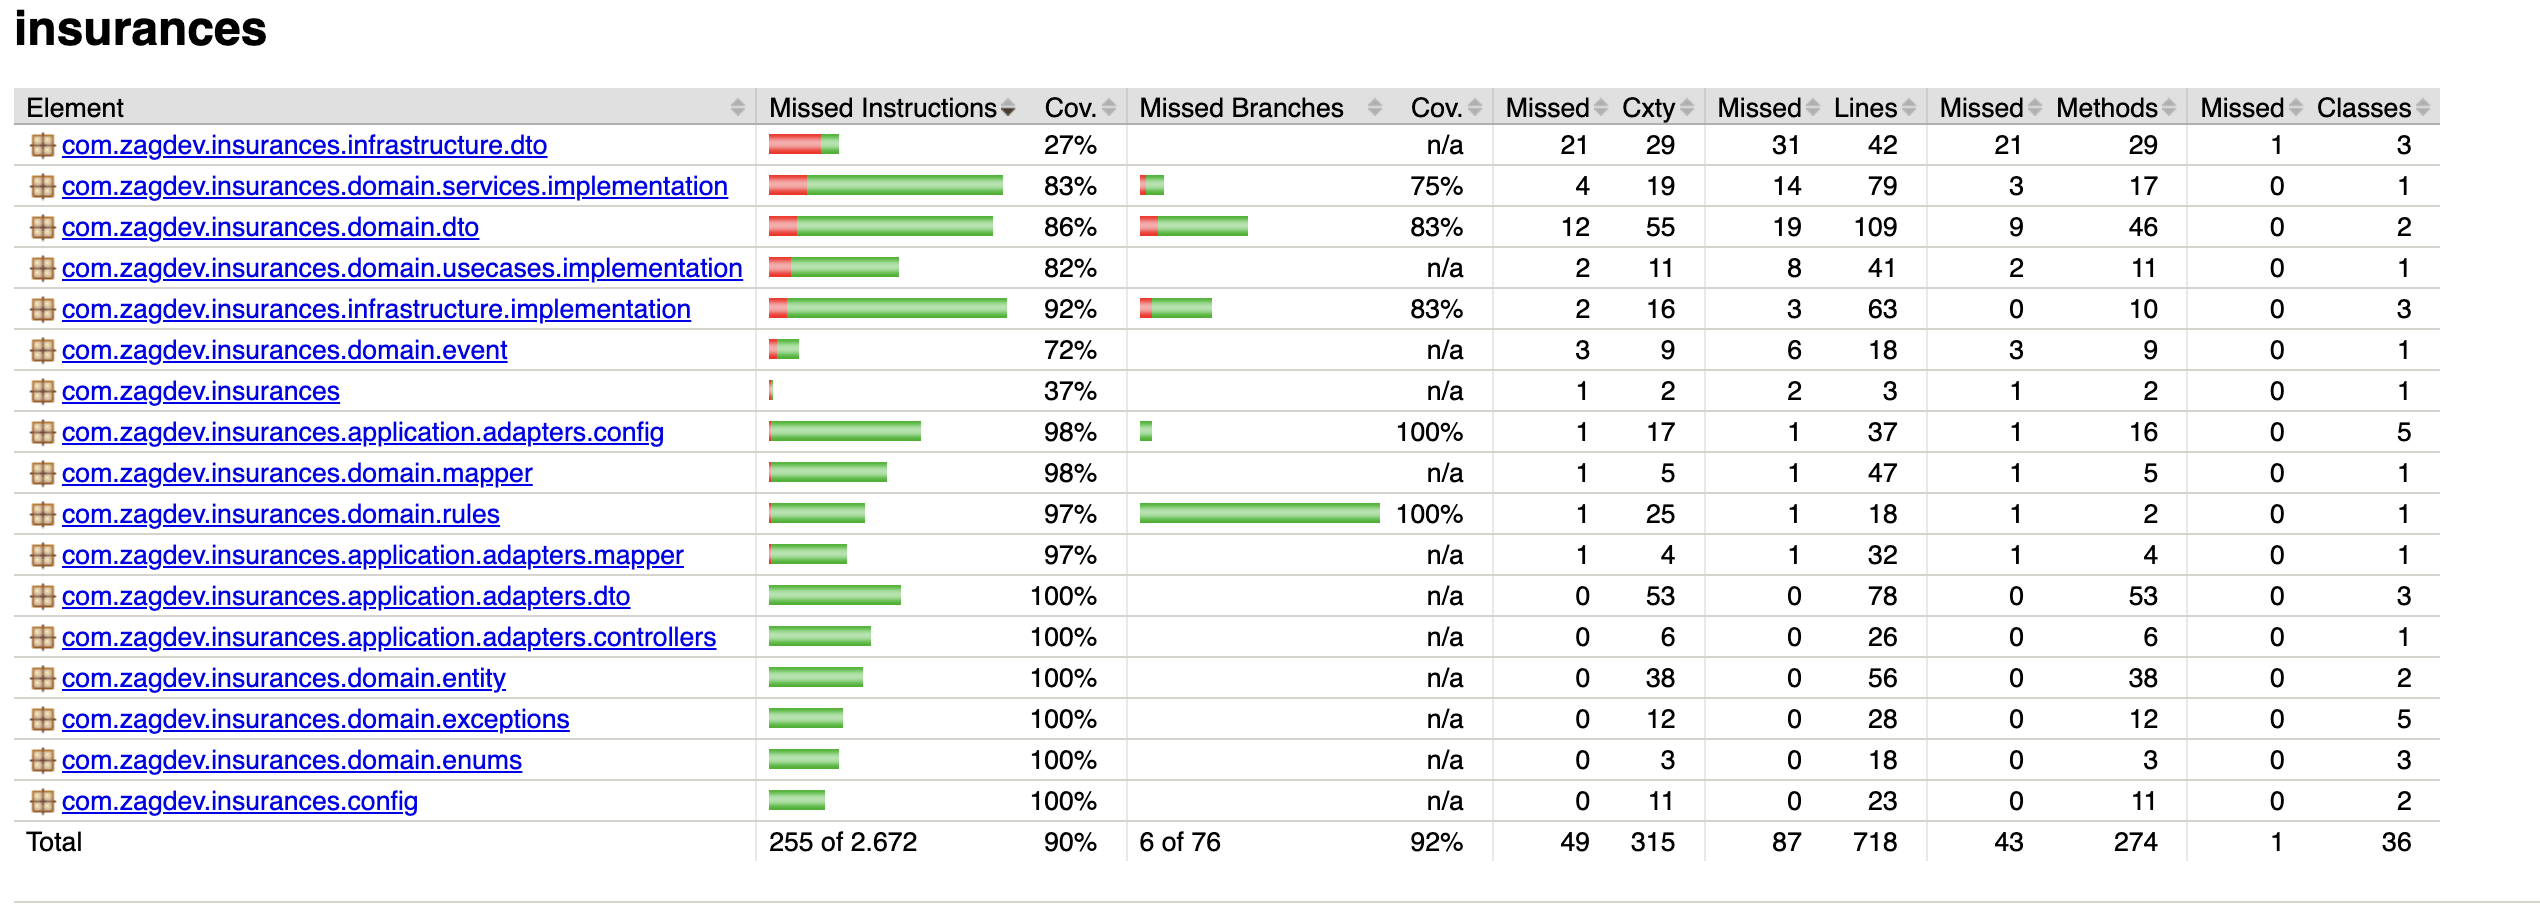 insurances
Element Missed Instructions Cov. Missed Branches Cov. Missed Cxty Missed Lines Missed Methods Missed Classes
com.zagdev.insurances.infrastructure.dto 27% n/a 21 29 31 42 21 29 1 3
com.zagdev.insurances.domain.services.implementation 83% 75% 4 19 14 79 3 17 0 1
com.zagdev.insurances.domain.dto 86% 83% 12 55 19 109 9 46 0 2
com.zagdev.insurances.domain.usecases.implementation 82% n/a 2 11 8 41 2 11 0 1
com.zagdev.insurances.infrastructure.implementation 92% 83% 2 16 3 63 0 10 0 3
com.zagdev.insurances.domain.event 72% n/a 3 9 6 18 3 9 0 1
com.zagdev.insurances 37% n/a 1 2 2 3 1 2 0 1
com.zagdev.insurances.application.adapters.config 98% 100% 1 17 1 37 1 16 0 5
com.zagdev.insurances.domain.mapper 98% n/a 1 5 1 47 1 5 0 1
com.zagdev.insurances.domain.rules 97% 100% 1 25 1 18 1 2 0 1
com.zagdev.insurances.application.adapters.mapper 97% n/a 1 4 1 32 1 4 0 1
com.zagdev.insurances.application.adapters.dto 100% n/a 0 53 0 78 0 53 0 3
com.zagdev.insurances.application.adapters.controllers 100% n/a 0 6 0 26 0 6 0 1
com.zagdev.insurances.domain.entity 100% n/a 0 38 0 56 0 38 0 2
com.zagdev.insurances.domain.exceptions 100% n/a 0 12 0 28 0 12 0 5
com.zagdev.insurances.domain.enums 100% n/a 0 3 0 18 0 3 0 3
com.zagdev.insurances.config 100% n/a 0 11 0 23 0 11 0 2
Total 255 of 2.672 90% 6 of 76 92% 49 315 87 718 43 274 1 36